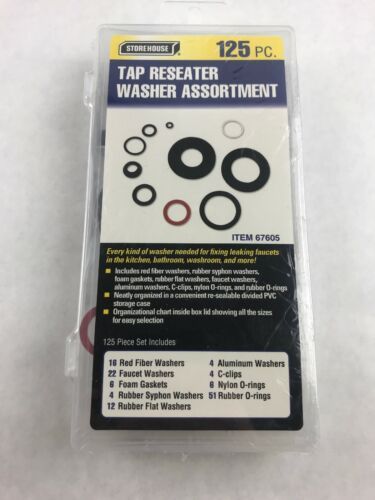 STOREHOUSE
125 PC.
TAP RESEATER
WASHER ASSORTMENT
ITEM 67605
Every kind of washer needed for fixing leaking faucets
in the kitchen, bathroom, washroom, and more!
■ Includes red fiber washers, rubber syphon washers,
foam gaskets, rubber flat washers, faucet washers,
aluminum washers, C-clips, nylon O-rings, and rubber O-rings
■ Neatly organized in a convenient re-sealable divided PVC
storage case
■ Organizational chart inside box lid showing all the sizes
for easy selection
125 Piece Set Includes
16 Red Fiber Washers
22 Faucet Washers
6 Foam Gaskets
4 Rubber Syphon Washers
12 Rubber Flat Washers
4 Aluminum Washers
4 C-clips
6 Nylon O-rings
51 Rubber O-rings